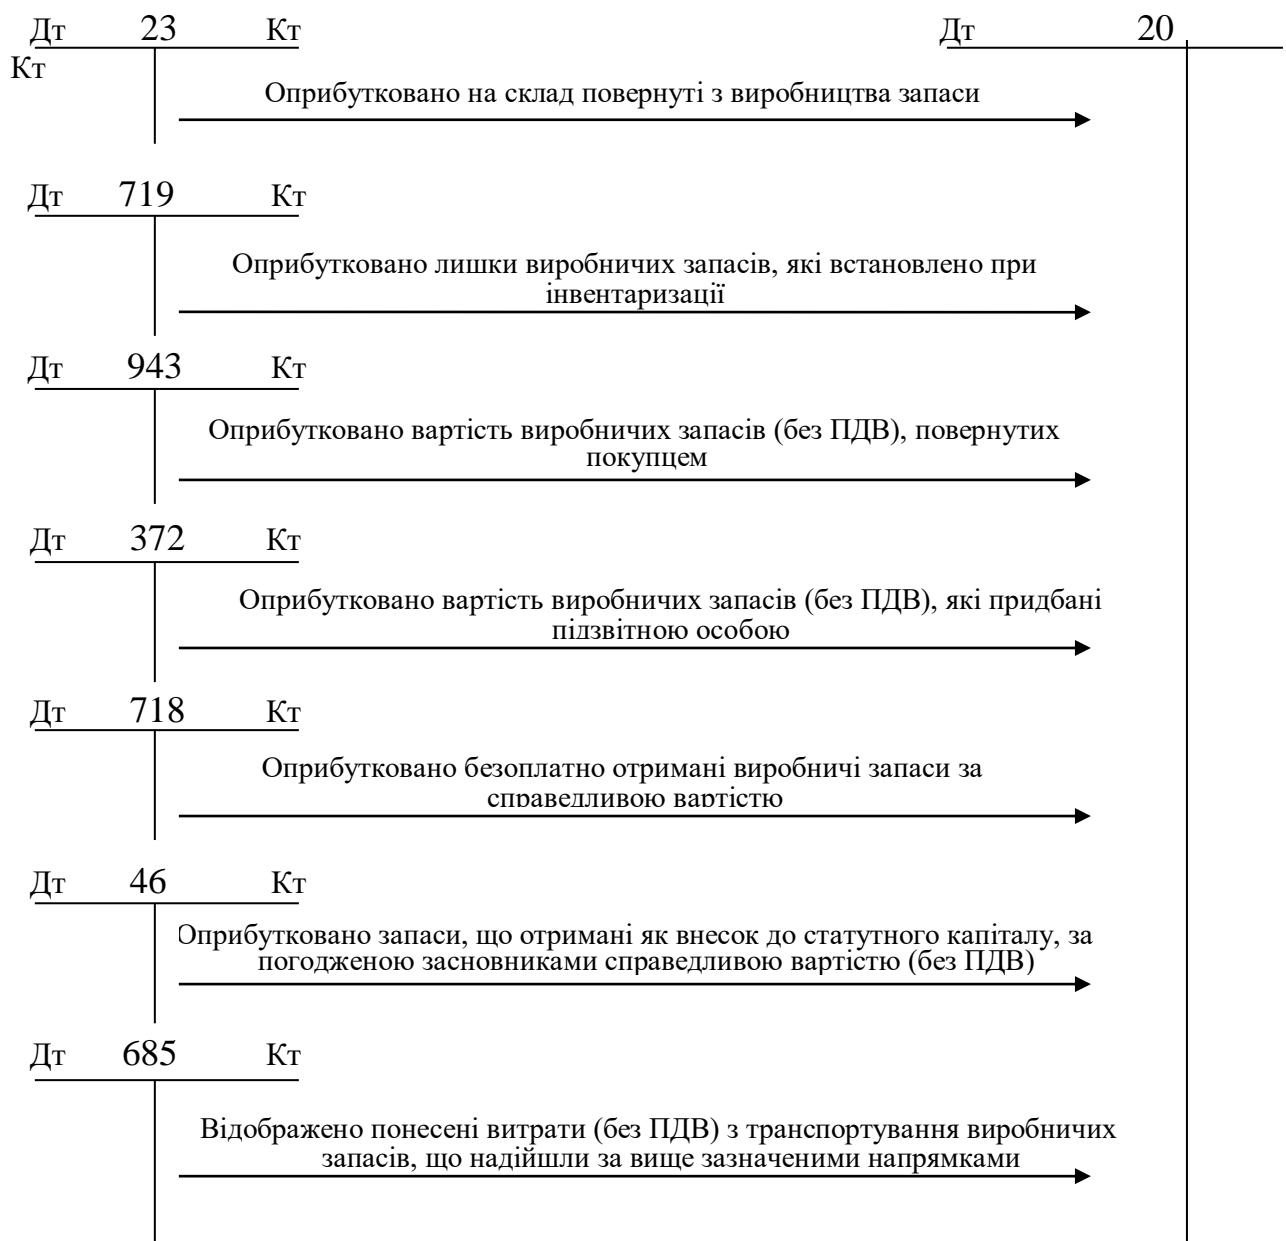 Дт 23 Кт Дт 20
Кт
Оприбутковано на склад повернуті з виробництва запаси
Дт 719 Кт
Оприбутковано лишки виробничих запасів, які встановлено при
інвентаризації
Дт 943 Кт
Оприбутковано вартість виробничих запасів (без ПДВ), повернутих
покупцем
Дт 372 Кт
Оприбутковано вартість виробничих запасів (без ПДВ), які придбані
підзвітною особою
Дт 718 Кт
Оприбутковано безоплатно отримані виробничі запаси за
справедливою вартістю
Дт 46 Кт
Оприбутковано запаси, що отримані як внесок до статутного капіталу, за
погодженою засновниками справедливою вартістю (без ПДВ)
Дт 685 Кт
Відображено понесені витрати (без ПДВ) з транспортування виробничих
запасів, що надійшли за вище зазначеними напрямками